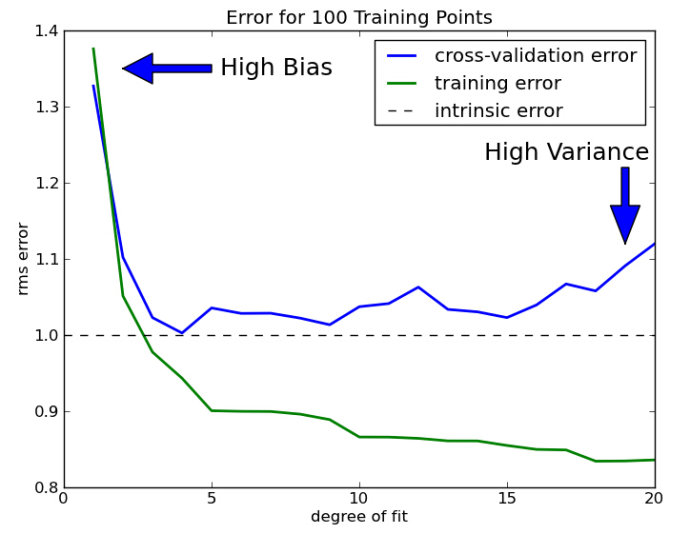 Error for 100 Training Points
1.4
1.3
1.2
1.1
1.0
0.9
0.8
rms error
High Bias
cross-validation error
training error
intrinsic error
High Variance
0
5
10
15
20
degree of fit